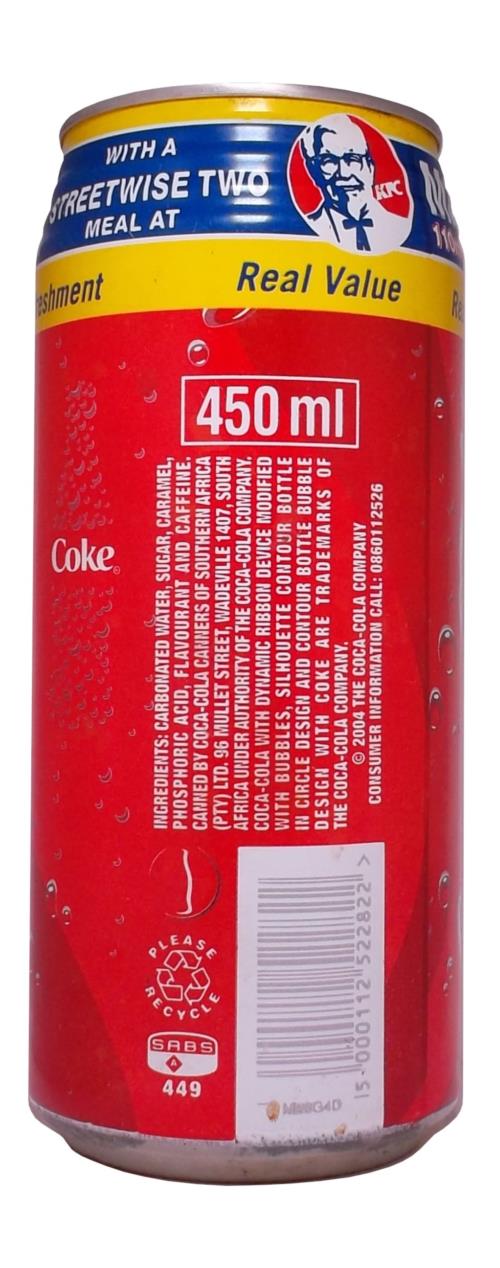 WITH A
STREETWISE TWO
MEAL AT
KFC
Real Value
450 ml
Coke
INGREDIENTS: CARBONATED WATER, SUGAR, CARAMEL,
PHOSPHORIC ACID, FLAVOURANT AND CAFFEINE.
CANNED BY COCA-COLA CANNERS OF SOUTHERN AFRICA
(PTY) LTD. 96 MULLET STREET, WADEVILLE 1407, SOUTH
AFRICA UNDER AUTHORITY OF THE COCA-COLA COMPANY.
COCA-COLA WITH DYNAMIC RIBBON DEVICE MODIFIED
WITH BUBBLES, SILHOUETTE CONTOUR BOTTLE
IN CIRCLE DESIGN AND CONTOUR BOTTLE BUBBLE
DESIGN WITH COKE ARE TRADEMARKS OF
THE COCA-COLA COMPANY.
© 2004 THE COCA-COLA COMPANY
CONSUMER INFORMATION CALL: 0860112526
PLEASE
RECYCLE
SABS
A
449
5 000112 522822 >